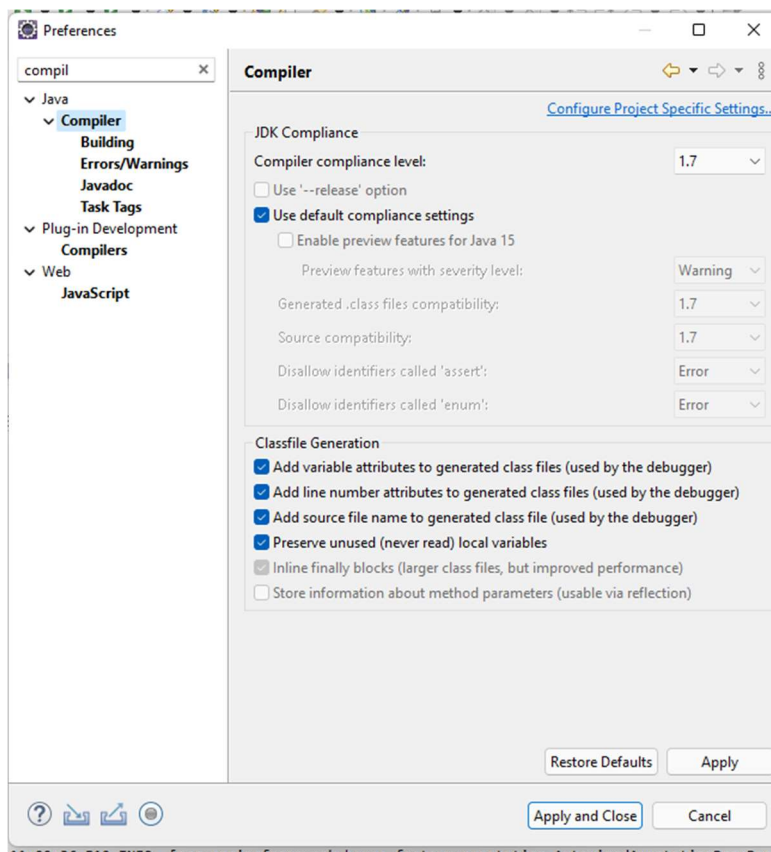 Preferences
compil
Java
Compiler
Building
Errors/Warnings
Javadoc
Task Tags
Plug-in Development
Compilers
Web
JavaScript
Compiler
Configure Project Specific Settings..
JDK Compliance
Compiler compliance level: 1.7
Use '--release' option
Use default compliance settings
Enable preview features for Java 15
Preview features with severity level: Warning
Generated .class files compatibility: 1.7
Source compatibility: 1.7
Disallow identifiers called 'assert': Error
Disallow identifiers called 'enum': Error
Classfile Generation
Add variable attributes to generated class files (used by the debugger)
Add line number attributes to generated class files (used by the debugger)
Add source file name to generated class file (used by the debugger)
Preserve unused (never read) local variables
Inline finally blocks (larger class files, but improved performance)
Store information about method parameters (usable via reflection)
Restore Defaults Apply
Apply and Close Cancel